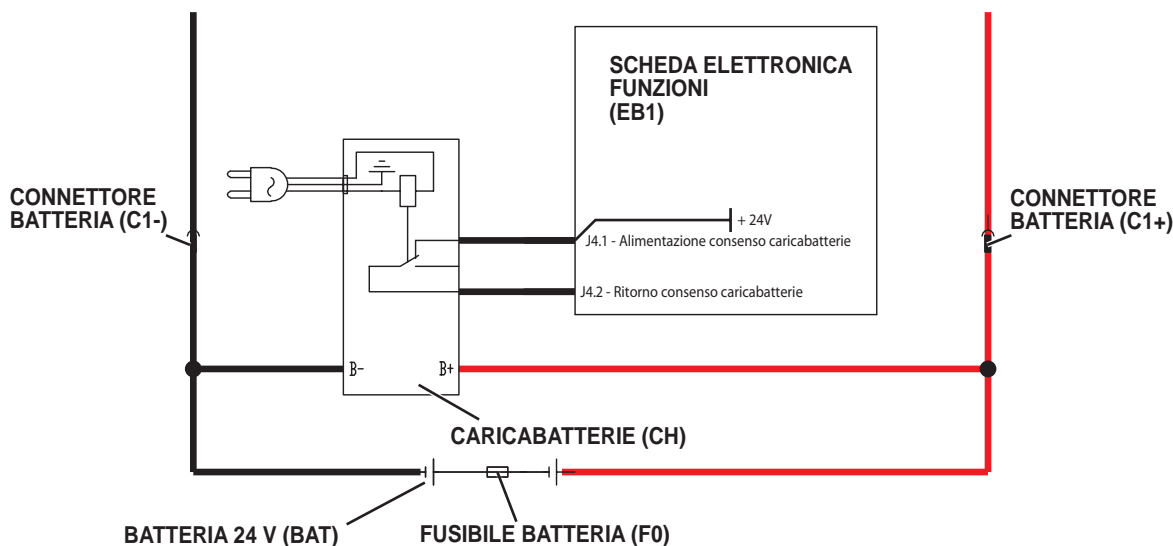 SCHEDA ELETTRONICA
FUNZIONI
(EB1)
CONNETTORE
BATTERIA (C1-)
CONNETTORE
BATTERIA (C1+)
+ 24V
J4.1 - Alimentazione consenso caricabatterie
J4.2 - Ritorno consenso caricabatterie
B-
B+
CARICABATTERIE (CH)
BATTERIA 24 V (BAT)
FUSIBILE BATTERIA (F0)